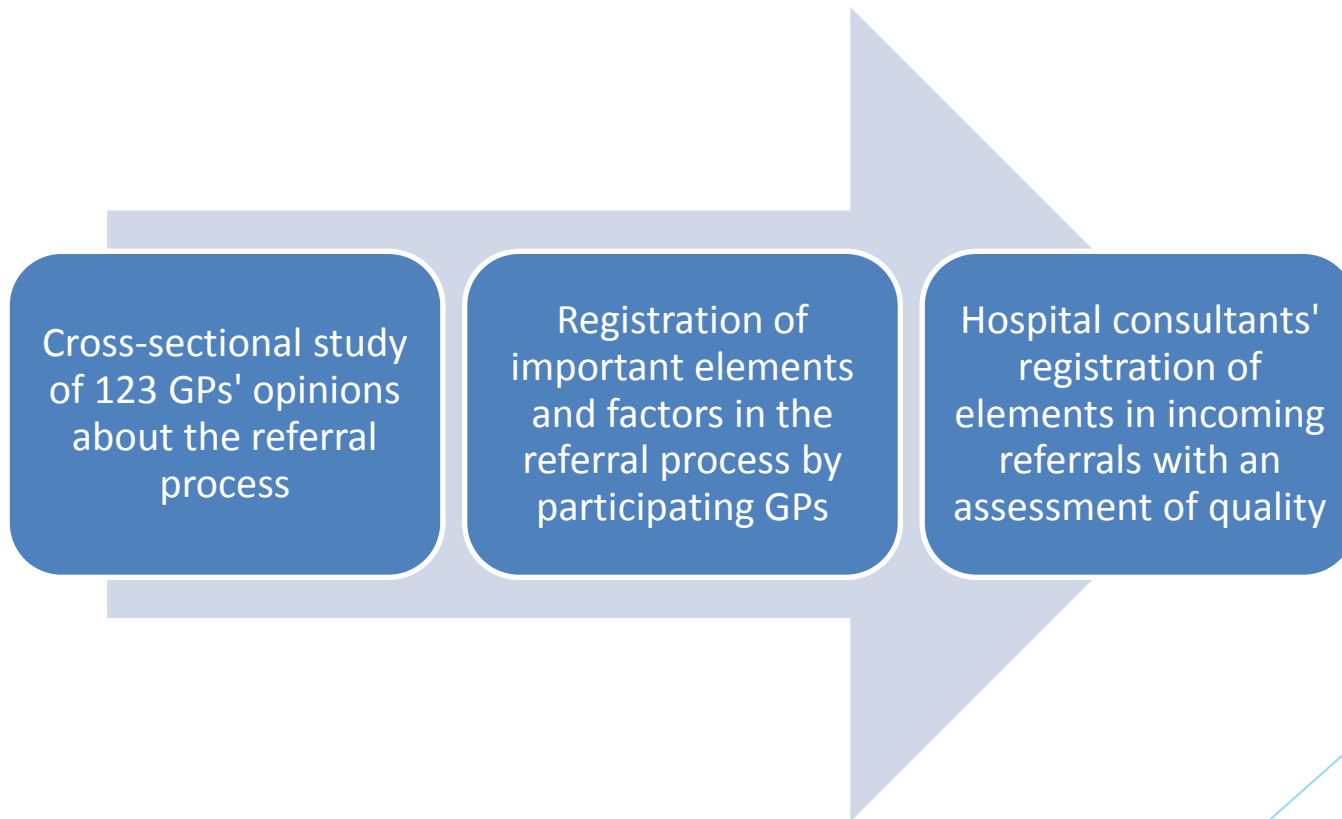 Cross-sectional study
of 123 GPs' opinions
about the referral
process
Registration of
important elements
and factors in the
referral process by
participating GPs
Hospital consultants'
registration of
elements in incoming
referrals with an
assessment of quality